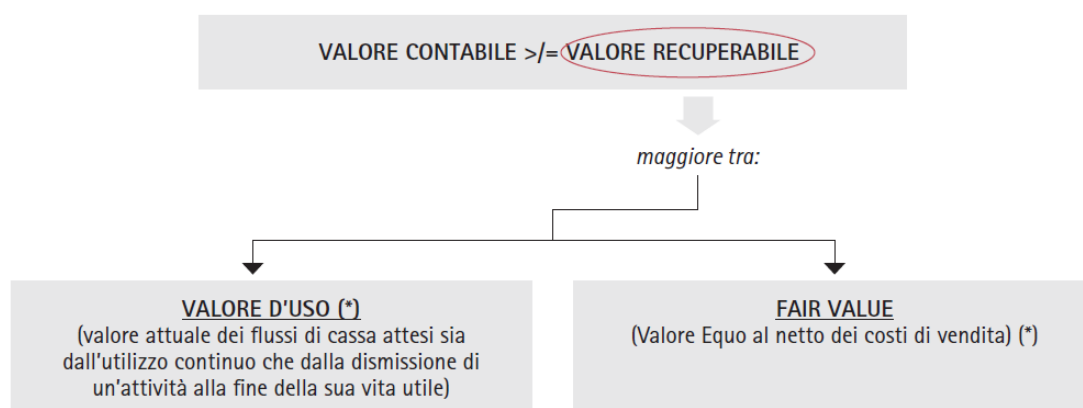 VALORE CONTABILE >/= VALORE RECUPERABILE
maggiore tra:
VALORE D'USO (*)
(valore attuale dei flussi di cassa attesi sia
dall'utilizzo continuo che dalla dismissione di
un'attività alla fine della sua vita utile)
FAIR VALUE
(Valore Equo al netto dei costi di vendita) (*)